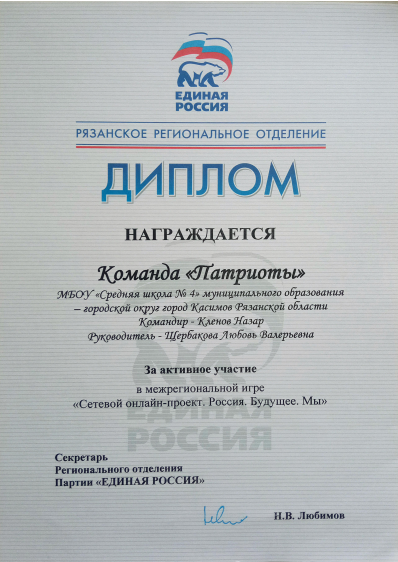 ЕДИНАЯ
РОССИЯ
РЯЗАНСКОЕ РЕГИОНАЛЬНОЕ ОТДЕЛЕНИЕ
ДИПЛОМ
НАГРАЖДАЕТСЯ
Команда «Патриоты»
МБОУ «Средняя школа № 4» муниципального образования
– городской округ город Касимов Рязанской области
Командир - Кленов Назар
Руководитель - Щербакова Любовь Валерьевна
За активное участие
в межрегиональной игре
«Сетевой онлайн-проект. Россия. Будущее. Мы»
ЕДИНАЯ
РОССИЯ
Секретарь
Регионального отделения
Партии «ЕДИНАЯ РОССИЯ»
Н.В. Любимов